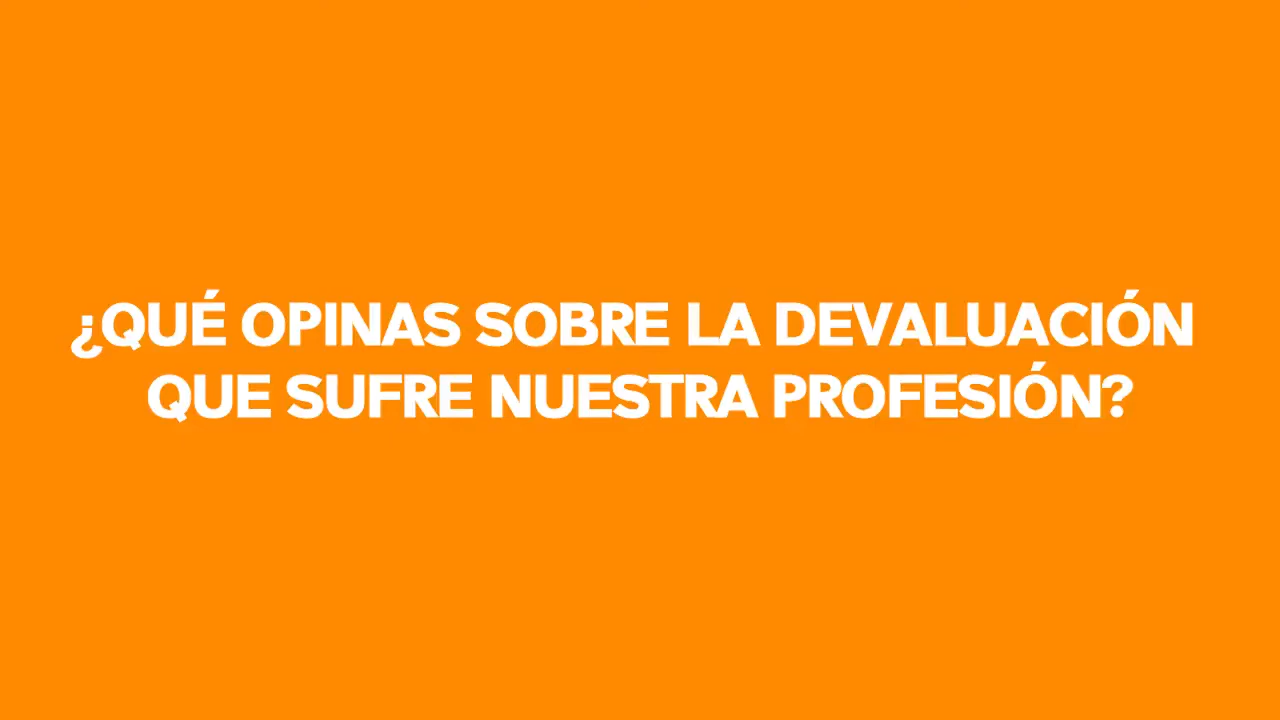 ¿QUÉ OPINAS SOBRE LA DEVALUACIÓN
QUE SUFRE NUESTRA PROFESIÓN?